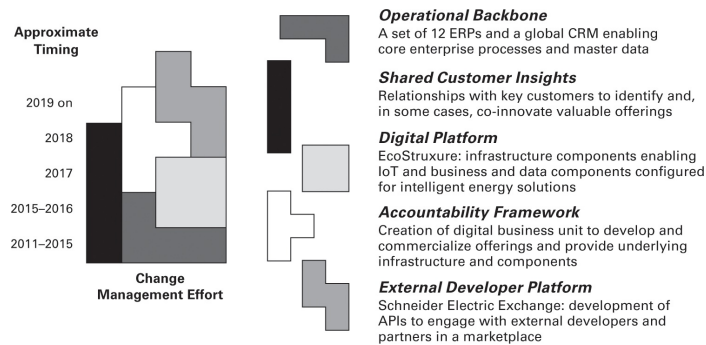 Approximate
Timing
2019 on
2018
2017
2015–2016
2011–2015
Change
Management Effort
Operational Backbone
A set of 12 ERPs and a global CRM enabling
core enterprise processes and master data
Shared Customer Insights
Relationships with key customers to identify and,
in some cases, co-innovate valuable offerings
Digital Platform
EcoStruxure: infrastructure components enabling
IoT and business and data components configured
for intelligent energy solutions
Accountability Framework
Creation of digital business unit to develop and
commercialize offerings and provide underlying
infrastructure and components
External Developer Platform
Schneider Electric Exchange: development of
APIs to engage with external developers and
partners in a marketplace